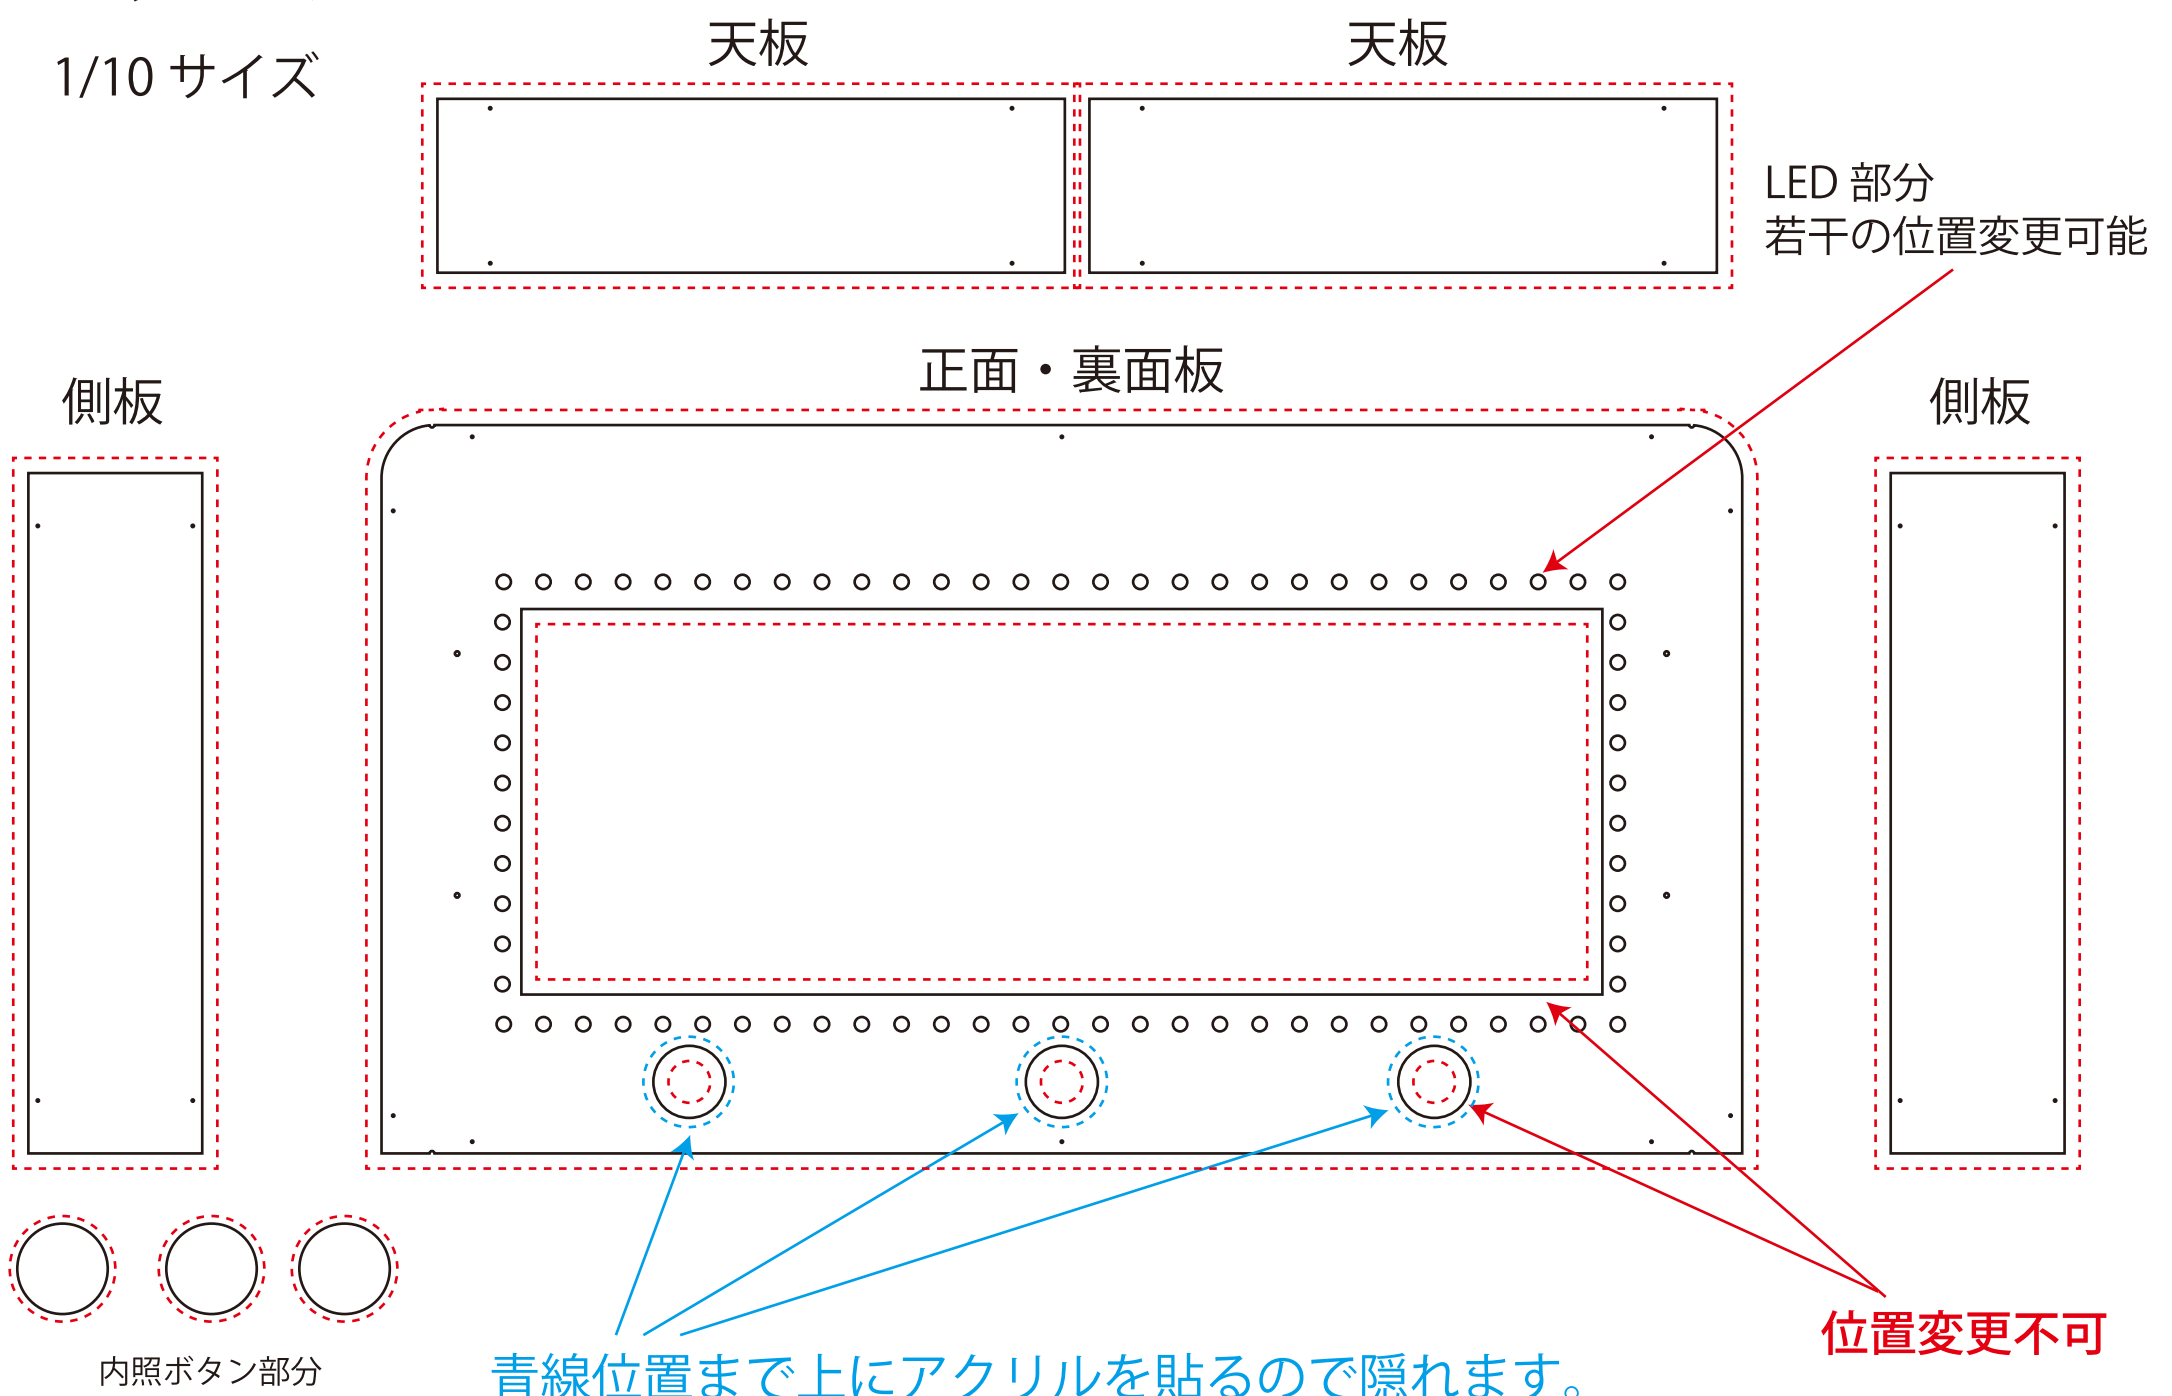 1/10 サイズ
天板
天板
LED 部分
若干の位置変更可能
正面・裏面板
側板
側板
位置変更不可
内照ボタン部分
青線位置まで上にアクリルを貼るので隠れます。